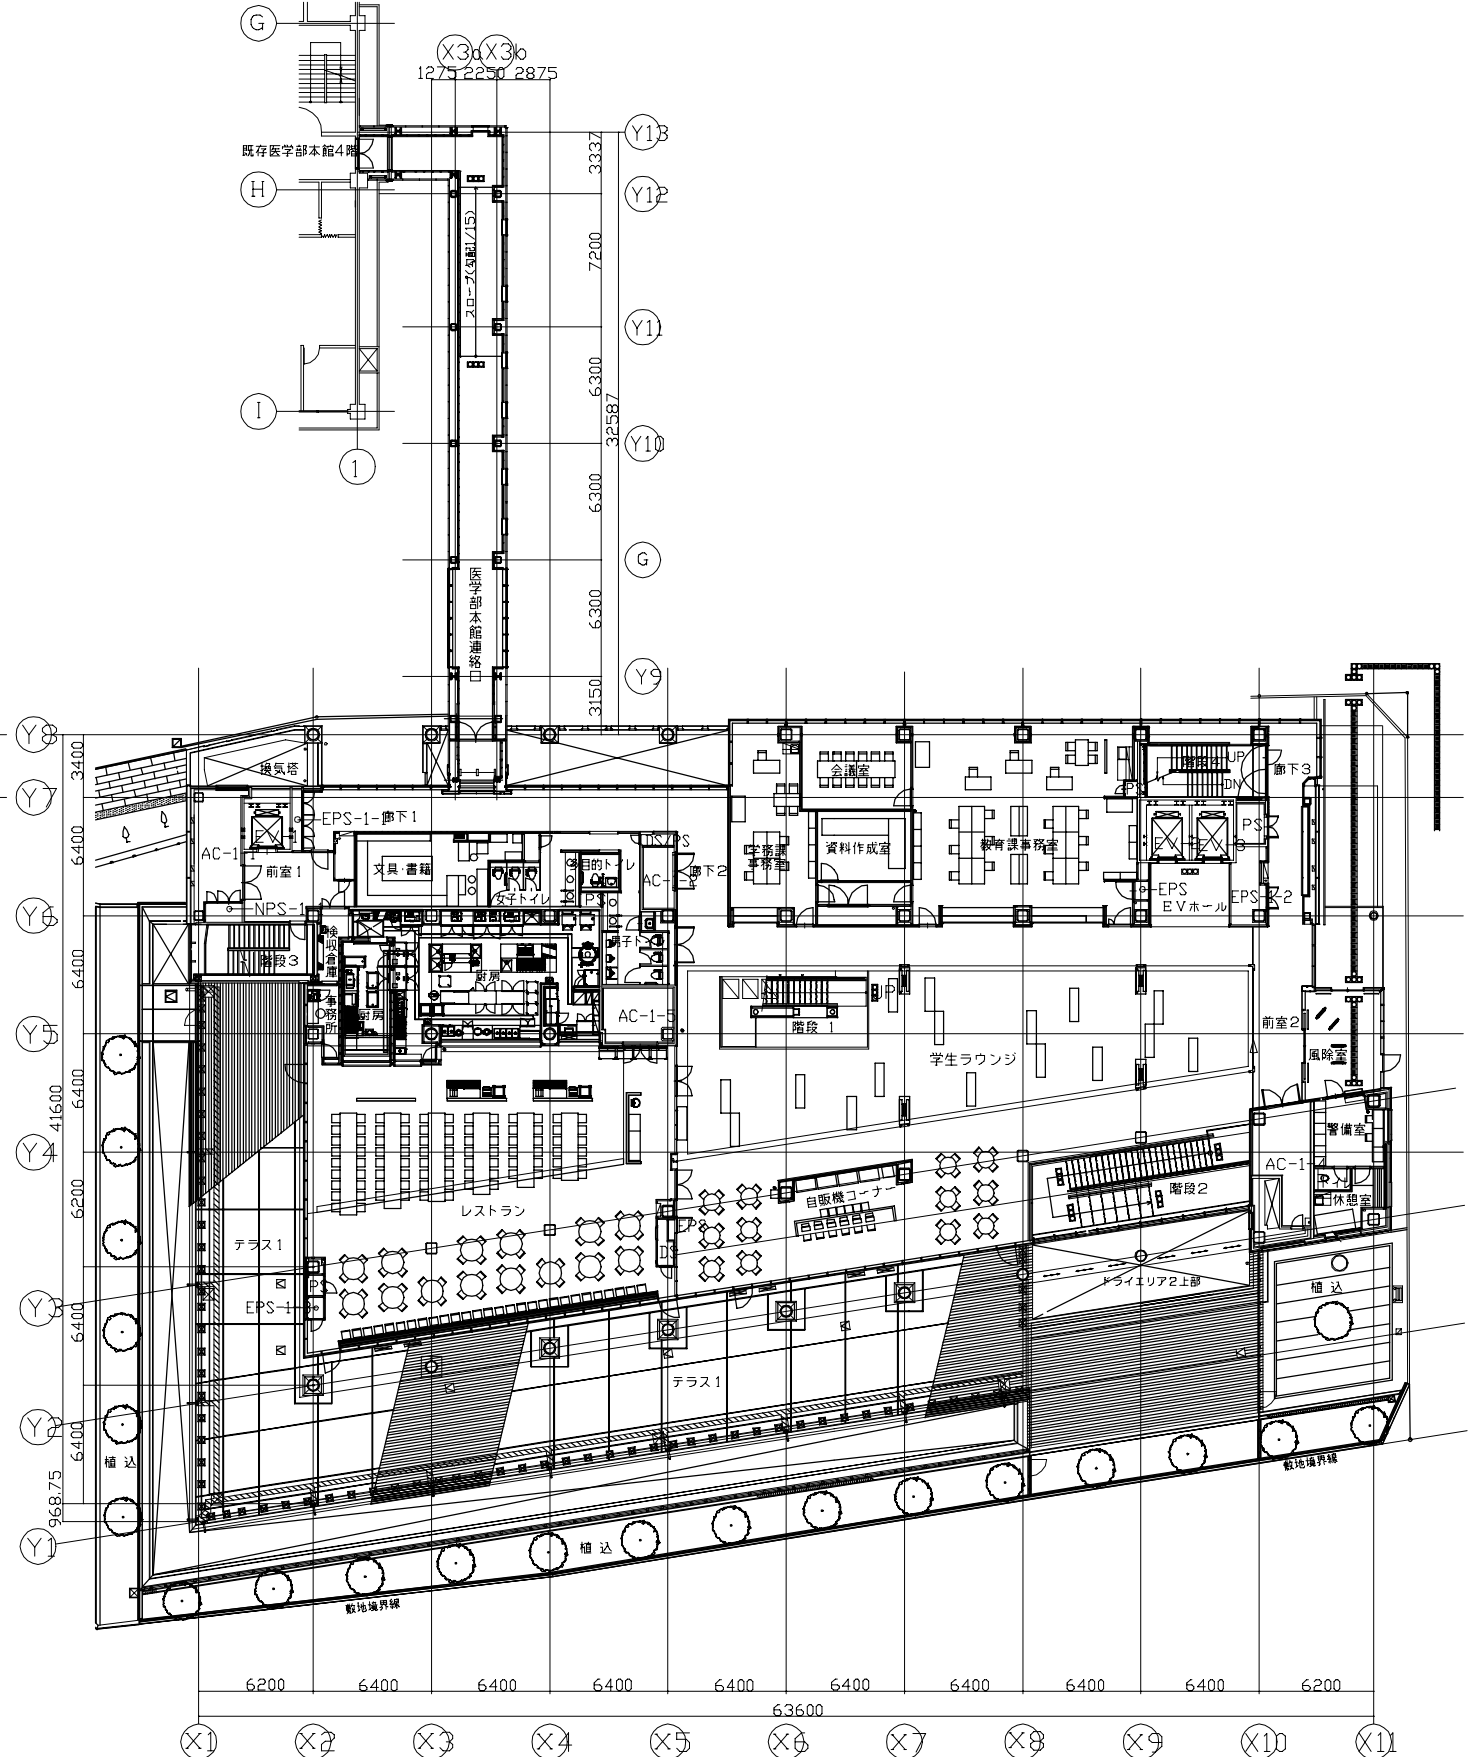 G
X3a X3b
1275 2250 2875
Y13
3337
既存医学部本館4階
H
Y12
スロープ(勾配1/15)
7200
Y11
6300
I
32587
Y10
1
6300
G
医学部本館連絡口
6300
Y9
3150
Y8
3400
換気塔
会議室
階段4
UP
廊下3
DN
PS
Y7
EPS-1-1
廊下1
EV
6400
AC-1-1
前室1
文具・書籍
多目的トイレ
AC-1-2
廊下2
学務課
事務室
資料作成室
教育課事務室
EV
PS
女子トイレ
PS
EPS
EPS-1-2
NPS-1
EVホール
Y6
検収倉庫
男子トイレ
階段3
厨房
6400
UP
事務所
厨房
AC-1-5
階段 1
前室2
Y5
学生ラウンジ
風除室
6400
41600
警備室
Y4
AC-1-4
トイレ
階段2
休憩室
自販機コーナー
6200
レストラン
EPS
テラス1
DS
ドライエリア2上部
植 込
PS
EPS-1-3
Y3
6400
テラス1
Y2
6400
植 込
敷地境界線
968.75
Y1
植 込
敷地境界線
6200 6400 6400 6400 6400 6400 6400 6400 6400 6200
63600
X1 X2 X3 X4 X5 X6 X7 X8 X9 X10 X11